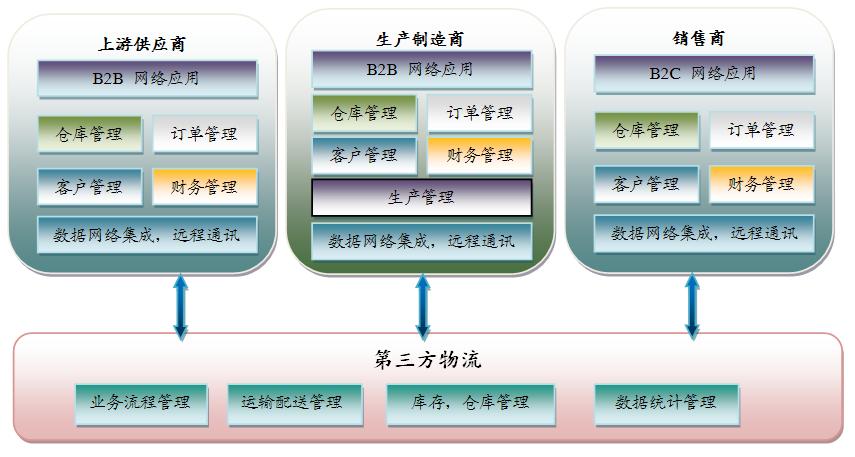 上游供应商
B2B 网络应用
仓库管理
订单管理
客户管理
财务管理
数据网络集成，远程通讯
生产制造商
B2B 网络应用
仓库管理
订单管理
客户管理
财务管理
生产管理
数据网络集成，远程通讯
销售商
B2C 网络应用
仓库管理
订单管理
客户管理
财务管理
数据网络集成，远程通讯
第三方物流
业务流程管理
运输配送管理
库存，仓库管理
数据统计管理